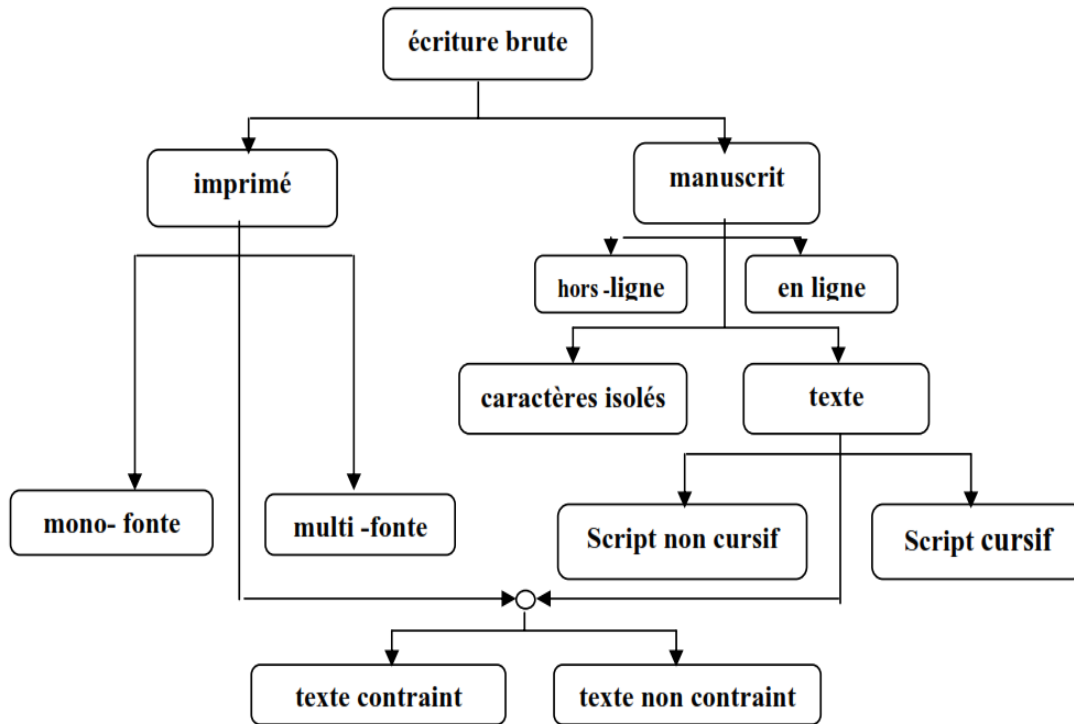 écriture brute
imprimé
manuscrit
hors -ligne
en ligne
caractères isolés
texte
mono- fonte
multi -fonte
Script non cursif
Script cursif
texte contraint
texte non contraint